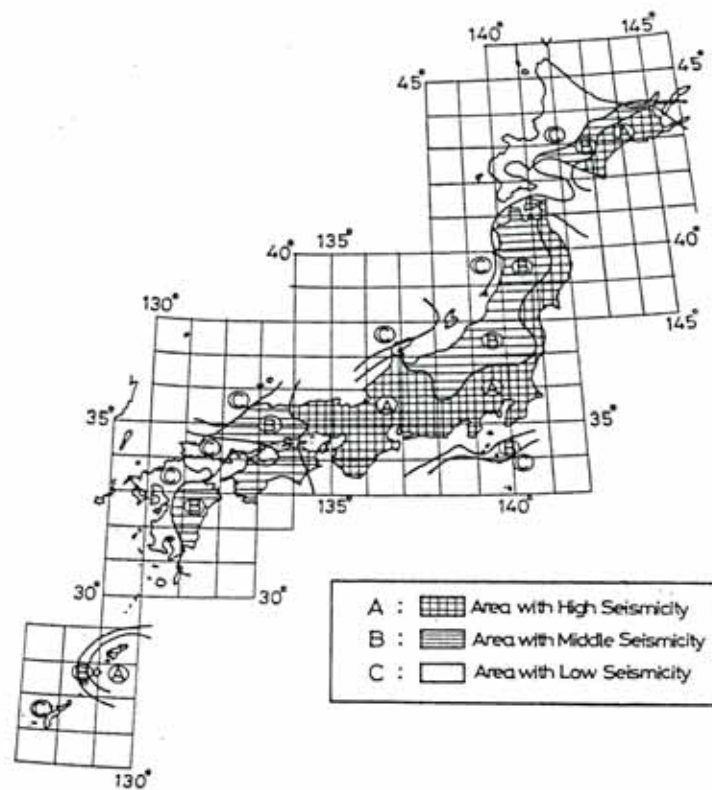 140°
145°
45°
45°
C
B
A
40°
135°
40°
C
B
130°
145°
C
B
A
A
C
B
35°
35°
C
B
C
C
B
135°
140°
30°
30°
A : Area with High Seismicity
B : Area with Middle Seismicity
C : Area with Low Seismicity
A
C
130°